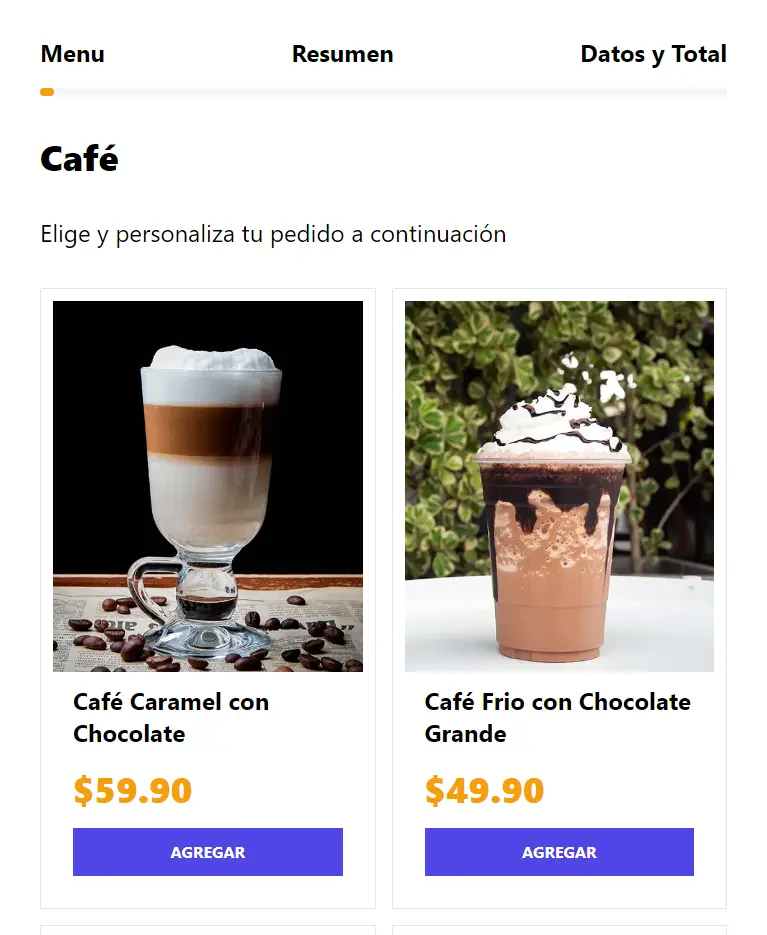 Menu
Resumen
Datos y Total
Café
Elige y personaliza tu pedido a continuación
Café Caramel con
Chocolate
$59.90
AGREGAR
Café Frio con Chocolate
Grande
$49.90
AGREGAR